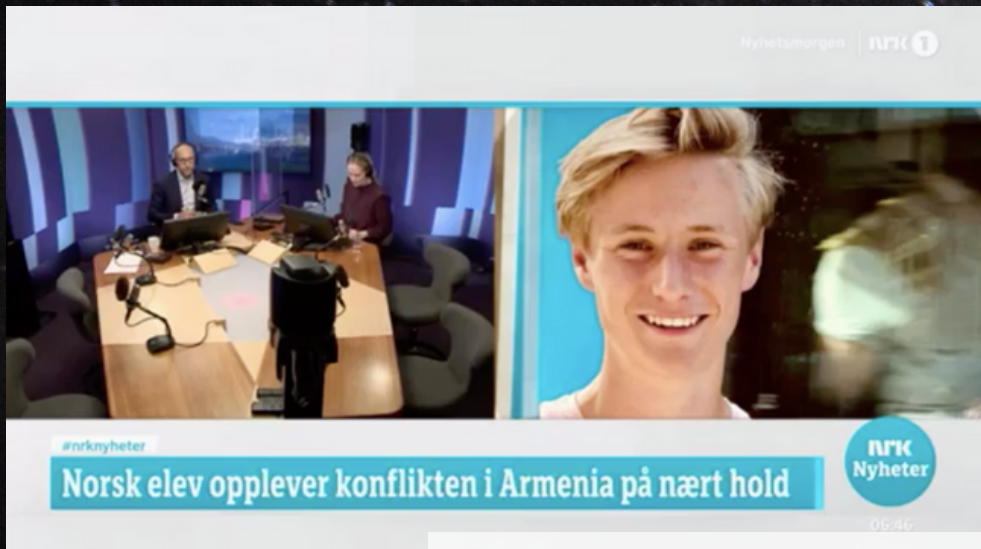 Nyhetsmorgen nrk 1
#nrknyheter
Norsk elev opplever konflikten i Armenia på nært hold
nrk
Nyheter
06:46